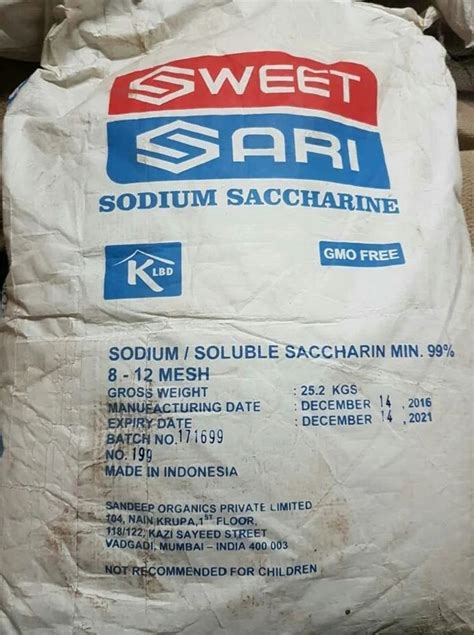 SWEET
SARI
SODIUM SACCHARINE
K LBD
GMO FREE
SODIUM / SOLUBLE SACCHARIN MIN. 99%
8 - 12 MESH
GROSS WEIGHT : 25.2 KGS
MANUFACTURING DATE : DECEMBER 14 , 2016
EXPIRY DATE : DECEMBER 14 , 2021
BATCH NO. 171699
NO. 199
MADE IN INDONESIA
SANDEEP ORGANICS PRIVATE LIMITED
104, NAIN KRUPA,1ST FLOOR,
118/122, KAZI SAYEED STREET
VADGADI, MUMBAI - INDIA 400 003
NOT RECOMMENDED FOR CHILDREN